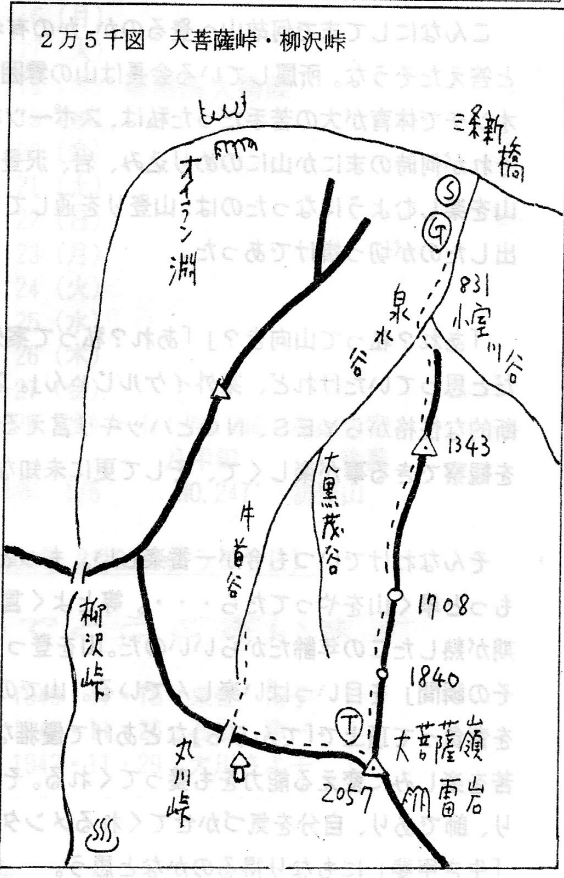 2万5千図 大菩薩峠・柳沢峠
三条新橋
オイラン淵
S
G
831
小室川谷
泉水谷
1343
大黒茂谷
牛首谷
1708
柳沢峠
1840
T
大菩薩嶺
2057
雷岩
丸川峠